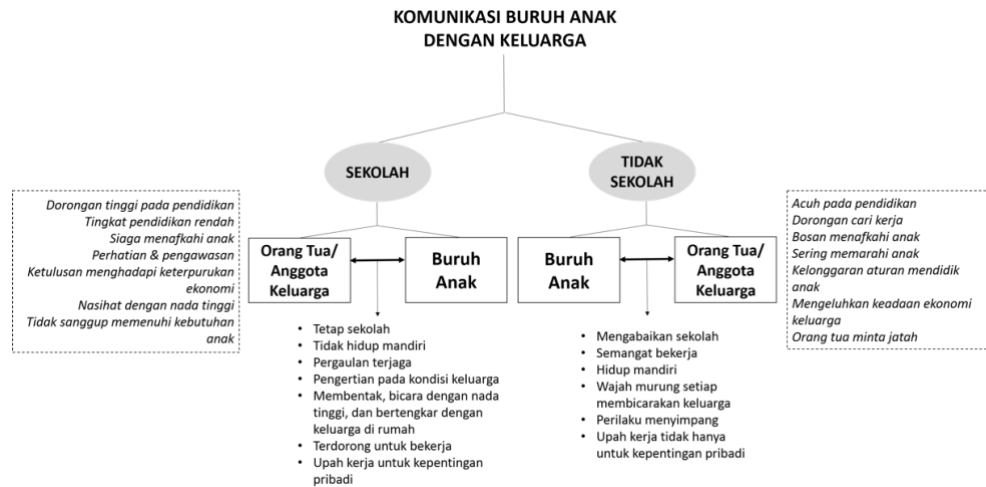 KOMUNIKASI BURUH ANAK
DENGAN KELUARGA
SEKOLAH
TIDAK
SEKOLAH
Dorongan tinggi pada pendidikan
Tingkat pendidikan rendah
Siaga menafkahi anak
Perhatian & pengawasan
Ketulusan menghadapi keterpurukan
ekonomi
Nasihat dengan nada tinggi
Tidak sanggup memenuhi kebutuhan
anak
Orang Tua/
Anggota
Keluarga
Buruh
Anak
Buruh
Anak
Orang Tua/
Anggota
Keluarga
Acuh pada pendidikan
Dorongan cari kerja
Bosan menafkahi anak
Sering memarahi anak
Kelonggaran aturan mendidik
anak
Mengeluhkan keadaan ekonomi
keluarga
Orang tua minta jatah
• Tetap sekolah
• Tidak hidup mandiri
• Pergaulan terjaga
• Pengertian pada kondisi keluarga
• Membentak, bicara dengan nada
tinggi, dan bertengkar dengan
keluarga di rumah
• Terdorong untuk bekerja
• Upah kerja untuk kepentingan
pribadi
• Mengabaikan sekolah
• Semangat bekerja
• Hidup mandiri
• Wajah murung setiap
membicarakan keluarga
• Perilaku menyimpang
• Upah kerja tidak hanya
untuk kepentingan pribadi